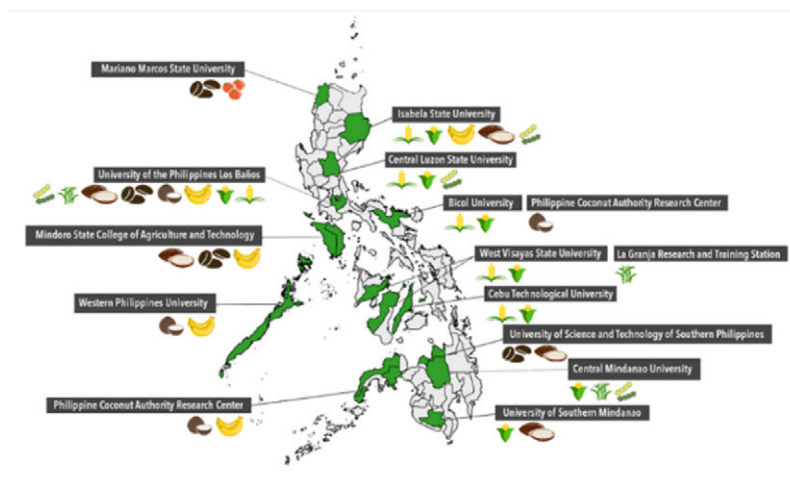 Mariano Marcos State University
Isabela State University
Central Luzon State University
University of the Philippines Los Baños
Bicol University
Philippine Coconut Authority Research Center
Mindoro State College of Agriculture and Technology
West Visayas State University
La Granja Research and Training Station
Cebu Technological University
Western Philippines University
University of Science and Technology of Southern Philippines
Central Mindanao University
Philippine Coconut Authority Research Center
University of Southern Mindanao